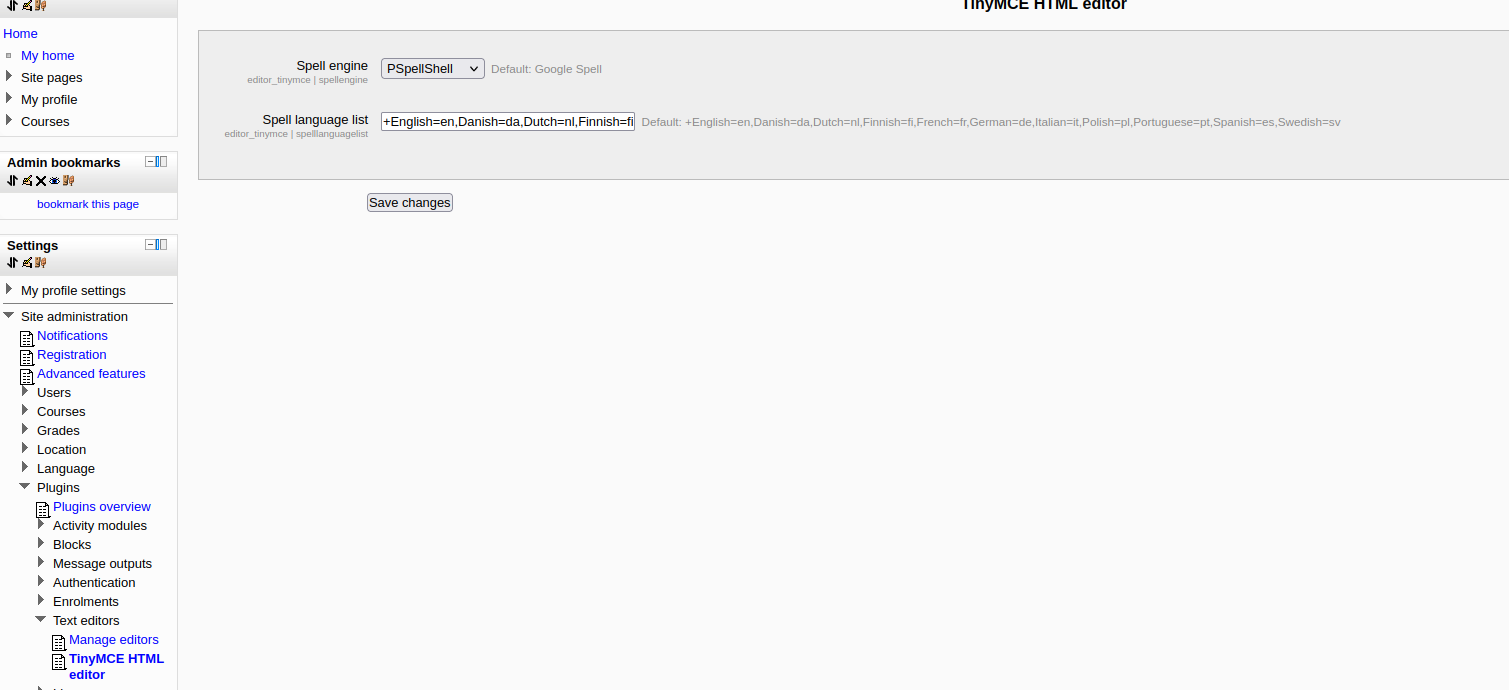 TinyMCE HTML editor
Home
My home
Site pages
My profile
Courses
Admin bookmarks
bookmark this page
Settings
My profile settings
Site administration
Notifications
Registration
Advanced features
Users
Courses
Grades
Location
Language
Plugins
Plugins overview
Activity modules
Blocks
Message outputs
Authentication
Enrolments
Text editors
Manage editors
TinyMCE HTML
editor
Spell engine
editor_tinymce | spellengine
PSpellShell
Default: Google Spell
Spell language list
editor_tinymce | spelllanguagelist
+English=en,Danish=da,Dutch=nl,Finnish=fi
Default: +English=en,Danish=da,Dutch=nl,Finnish=fi,French=fr,German=de,Italian=it,Polish=pl,Portuguese=pt,Spanish=es,Swedish=sv
Save changes